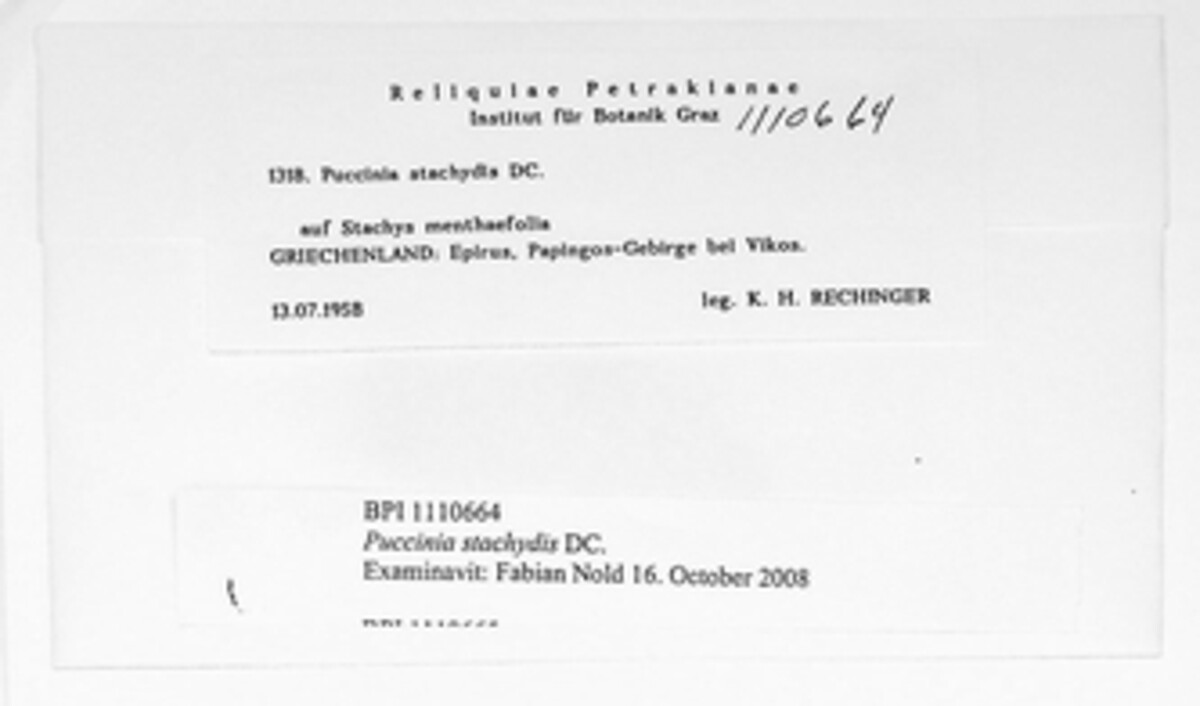 Reliquiae Petrakianae
Institut für Botanik Graz 1110664
1318. Puccinia stachydis DC.
auf Stachys menthaefolia
GRIECHENLAND: Epirus, Papingos-Gebirge bei Vikos.
13.07.1958 leg. K. H. RECHINGER
BPI 1110664
Puccinia stachydis DC.
Examinavit: Fabian Nold 16. October 2008